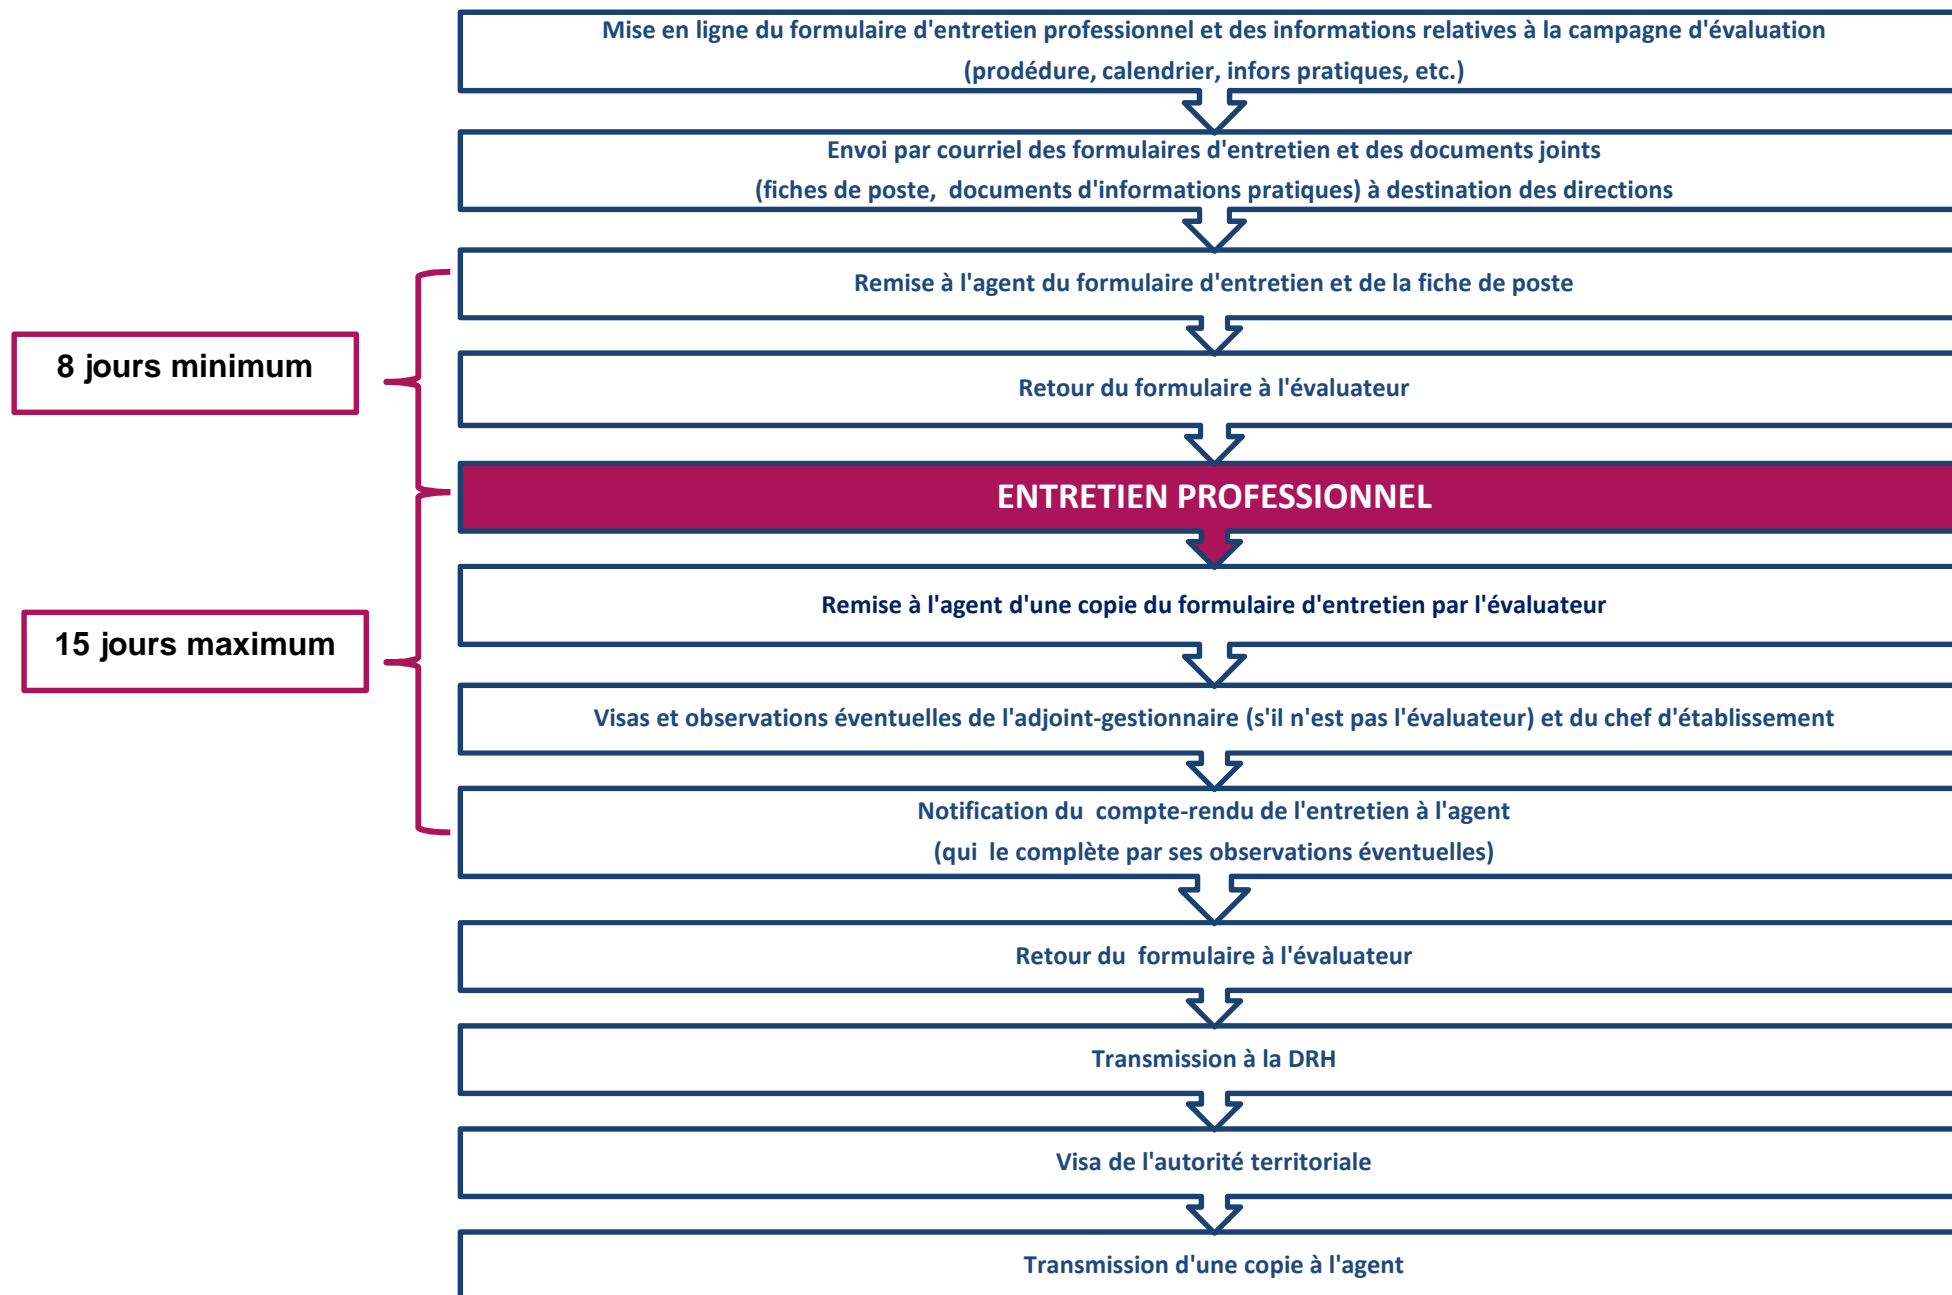 Mise en ligne du formulaire d'entretien professionnel et des informations relatives à la campagne d'évaluation
(prodédure, calendrier, infors pratiques, etc.)
Envoi par courriel des formulaires d'entretien et des documents joints
(fiches de poste, documents d'informations pratiques) à destination des directions
Remise à l'agent du formulaire d'entretien et de la fiche de poste
8 jours minimum
Retour du formulaire à l'évaluateur
ENTRETIEN PROFESSIONNEL
Remise à l'agent d'une copie du formulaire d'entretien par l'évaluateur
15 jours maximum
Visas et observations éventuelles de l'adjoint-gestionnaire (s'il n'est pas l'évaluateur) et du chef d'établissement
Notification du compte-rendu de l'entretien à l'agent
(qui le complète par ses observations éventuelles)
Retour du formulaire à l'évaluateur
Transmission à la DRH
Visa de l'autorité territoriale
Transmission d'une copie à l'agent